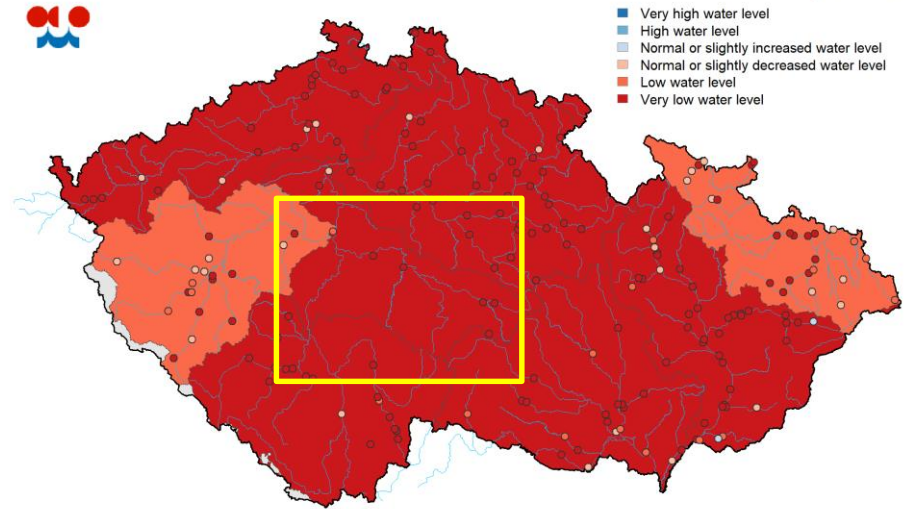 Very high water level
High water level
Normal or slightly increased water level
Normal or slightly decreased water level
Low water level
Very low water level